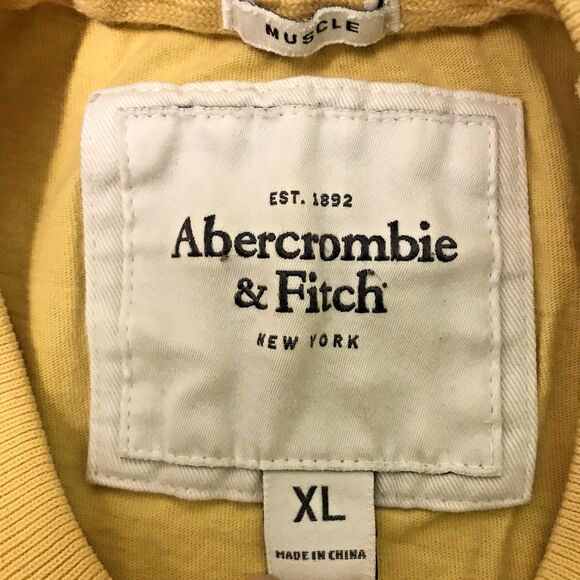 MUSCLE
EST. 1892
Abercrombie
& Fitch
NEW YORK
XL
MADE IN CHINA